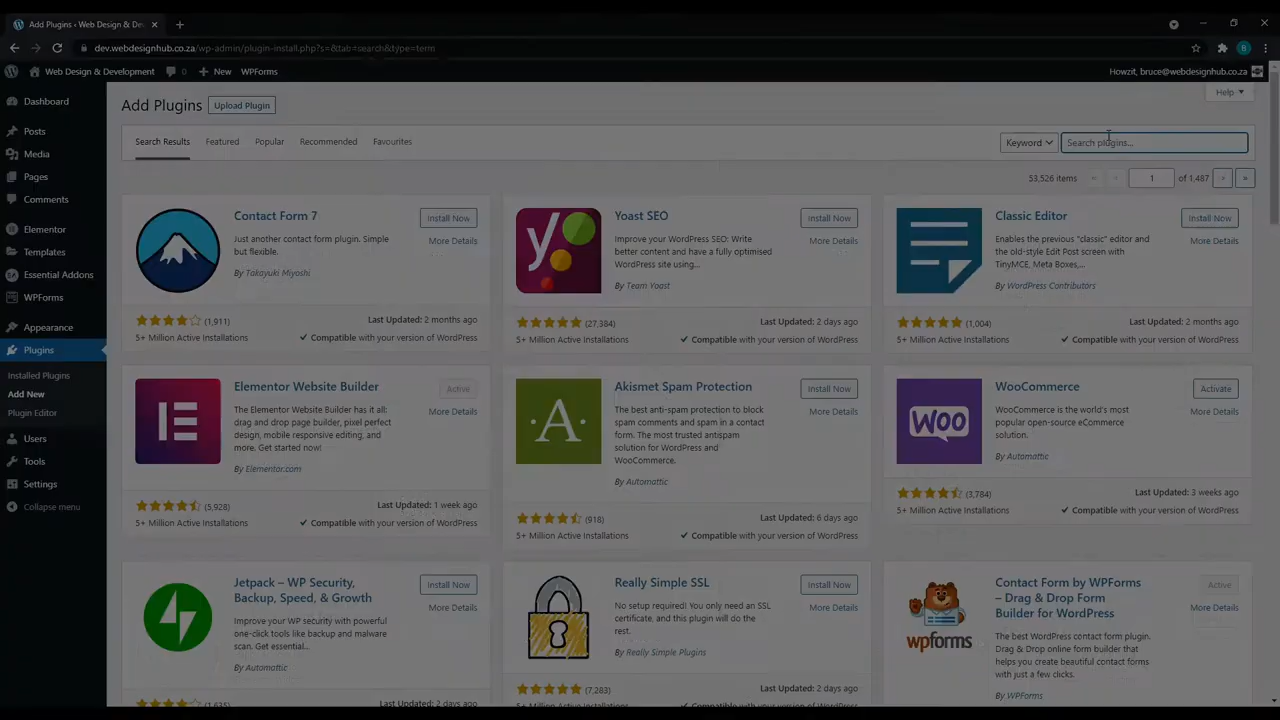 Add Plugins ‹ Web Design & De
dev.webdesignhub.co.za/wp-admin/plugin-install.php?s=&tab=search&type=term
B
Web Design & Development
0
New
WPForms
Howzit, bruce@webdesignhub.co.za
Dashboard
Posts
Media
Pages
Comments
Elementor
Templates
Essential Addons
WPForms
Appearance
Plugins
Installed Plugins
Add New
Plugin Editor
Users
Tools
Settings
Collapse menu
Help
Add Plugins
Upload Plugin
Search Results
Featured
Popular
Recommended
Favourites
Keyword
Search plugins...
53,526 items
«
‹
1
of 1,487
›
»
Contact Form 7
Install Now
More Details
Just another contact form plugin. Simple
but flexible.
By Takayuki Miyoshi
(1,911)
5+ Million Active Installations
Last Updated: 2 months ago
Compatible with your version of WordPress
y
Yoast SEO
Install Now
More Details
Improve your WordPress SEO: Write
better content and have a fully optimised
WordPress site using...
By Team Yoast
(27,384)
5+ Million Active Installations
Last Updated: 2 days ago
Compatible with your version of WordPress
Classic Editor
Install Now
More Details
Enables the previous "classic" editor and
the old-style Edit Post screen with
TinyMCE, Meta Boxes,...
By WordPress Contributors
(1,004)
5+ Million Active Installations
Last Updated: 2 months ago
Compatible with your version of WordPress
Elementor Website Builder
Active
More Details
The Elementor Website Builder has it all:
drag and drop page builder, pixel perfect
design, mobile responsive editing, and
more. Get started now!
By Elementor.com
(5,928)
5+ Million Active Installations
Last Updated: 1 week ago
Compatible with your version of WordPress
·A·
Akismet Spam Protection
Install Now
More Details
The best anti-spam protection to block
spam comments and spam in a contact
form. The most trusted antispam
solution for WordPress and
WooCommerce.
By Automattic
(918)
5+ Million Active Installations
Last Updated: 6 days ago
Compatible with your version of WordPress
WOO
WooCommerce
Activate
More Details
WooCommerce is the world's most
popular open-source eCommerce
solution.
By Automattic
(3,784)
5+ Million Active Installations
Last Updated: 3 weeks ago
Compatible with your version of WordPress
Jetpack – WP Security,
Backup, Speed, & Growth
Install Now
More Details
Improve your WP security with powerful
one-click tools like backup and malware
scan. Get essential...
By Automattic
(1,635)
Last Updated: 2 days ago
Really Simple SSL
Install Now
More Details
No setup required! You only need an SSL
certificate, and this plugin will do the
rest.
By Really Simple Plugins
(7,283)
5+ Million Active Installations
Last Updated: 2 days ago
Compatible with your version of WordPress
wpforms
Contact Form by WPForms
– Drag & Drop Form
Builder for WordPress
Active
More Details
The best WordPress contact form plugin.
Drag & Drop online form builder that
helps you create beautiful contact forms
with just a few clicks.
By WPForms